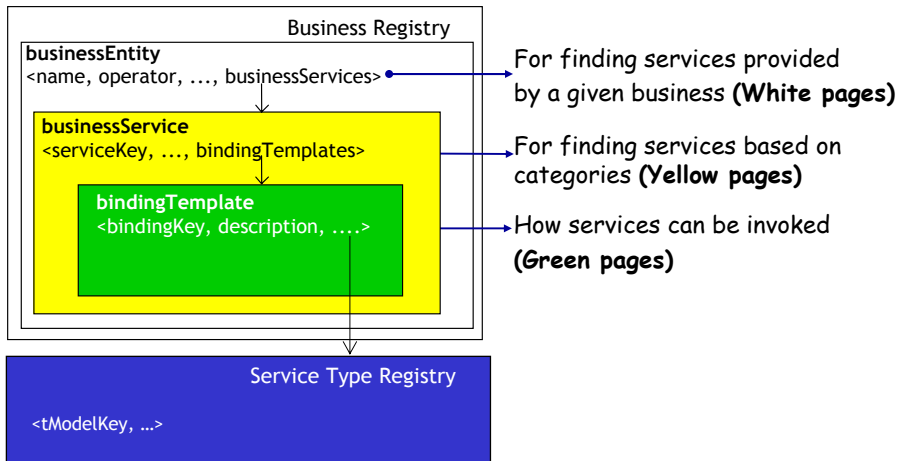 Business Registry
businessEntity
<name, operator, ..., businessServices>
businessService
<serviceKey, ..., bindingTemplates>
bindingTemplate
<bindingKey, description, ....>
For finding services provided
by a given business (White pages)
For finding services based on
categories (Yellow pages)
How services can be invoked
(Green pages)
Service Type Registry
<tModelKey, …>